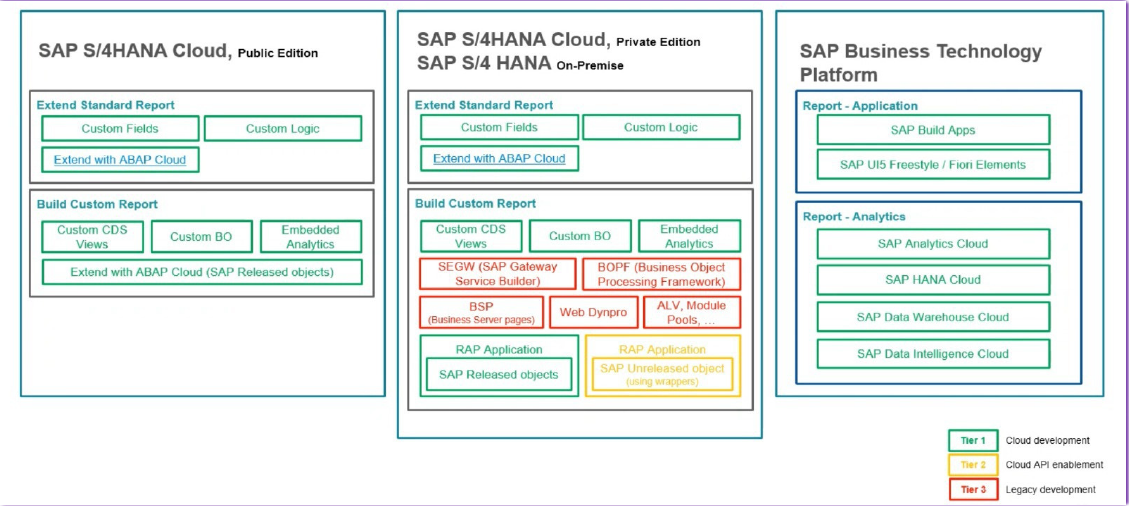 SAP S/4HANA Cloud, Public Edition
Extend Standard Report
Custom Fields
Custom Logic
Extend with ABAP Cloud
Build Custom Report
Custom CDS
Views
Custom BO
Embedded
Analytics
Extend with ABAP Cloud (SAP Released objects)
SAP S/4HANA Cloud, Private Edition
SAP S/4 HANA On-Premise
Extend Standard Report
Custom Fields
Custom Logic
Extend with ABAP Cloud
Build Custom Report
Custom CDS
Views
Custom BO
Embedded
Analytics
SEGW (SAP Gateway
Service Builder)
BOPF (Business Object
Processing Framework)
BSP
(Business Server pages)
Web Dynpro
ALV, Module
Pools, ...
RAP Application
SAP Released objects
RAP Application
SAP Unreleased object
(using wrappers)
SAP Business Technology
Platform
Report - Application
SAP Build Apps
SAP UI5 Freestyle / Fiori Elements
Report - Analytics
SAP Analytics Cloud
SAP HANA Cloud
SAP Data Warehouse Cloud
SAP Data Intelligence Cloud
Tier 1 Cloud development
Tier 2 Cloud API enablement
Tier 3 Legacy development